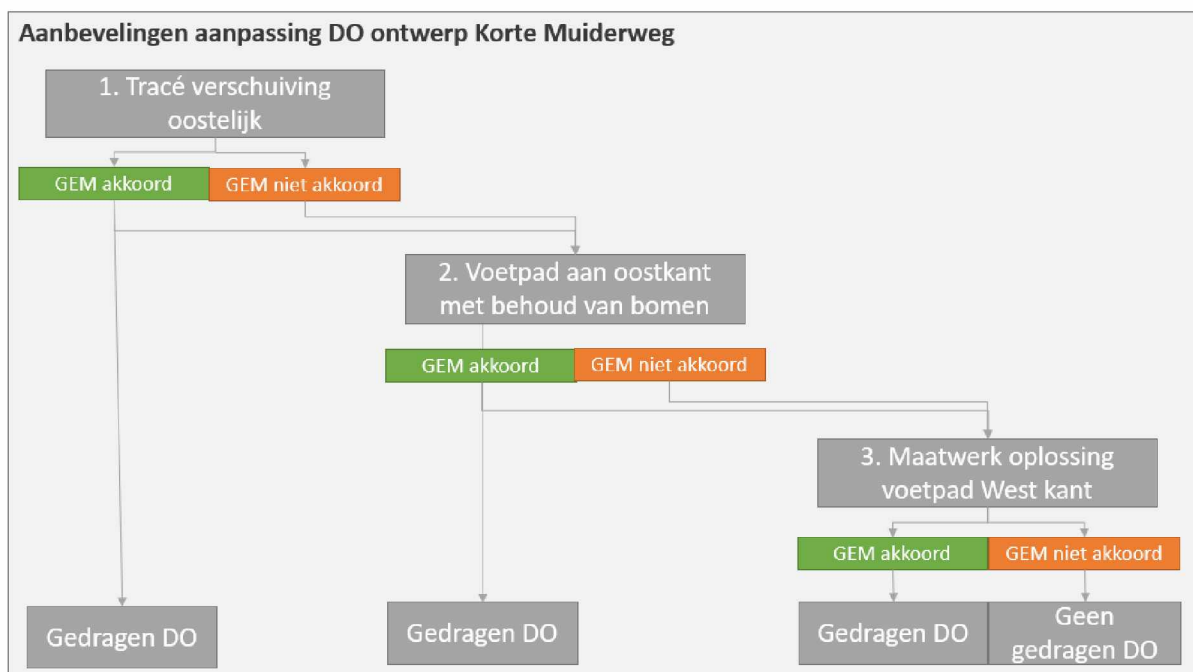 Aanbevelingen aanpassing DO ontwerp Korte Muiderweg
1. Tracé verschuiving
oostelijk
GEM akkoord
GEM niet akkoord
2. Voetpad aan oostkant
met behoud van bomen
GEM akkoord
GEM niet akkoord
3. Maatwerk oplossing
voetpad West kant
GEM akkoord
GEM niet akkoord
Gedragen DO
Gedragen DO
Gedragen DO
Geen
gedragen DO